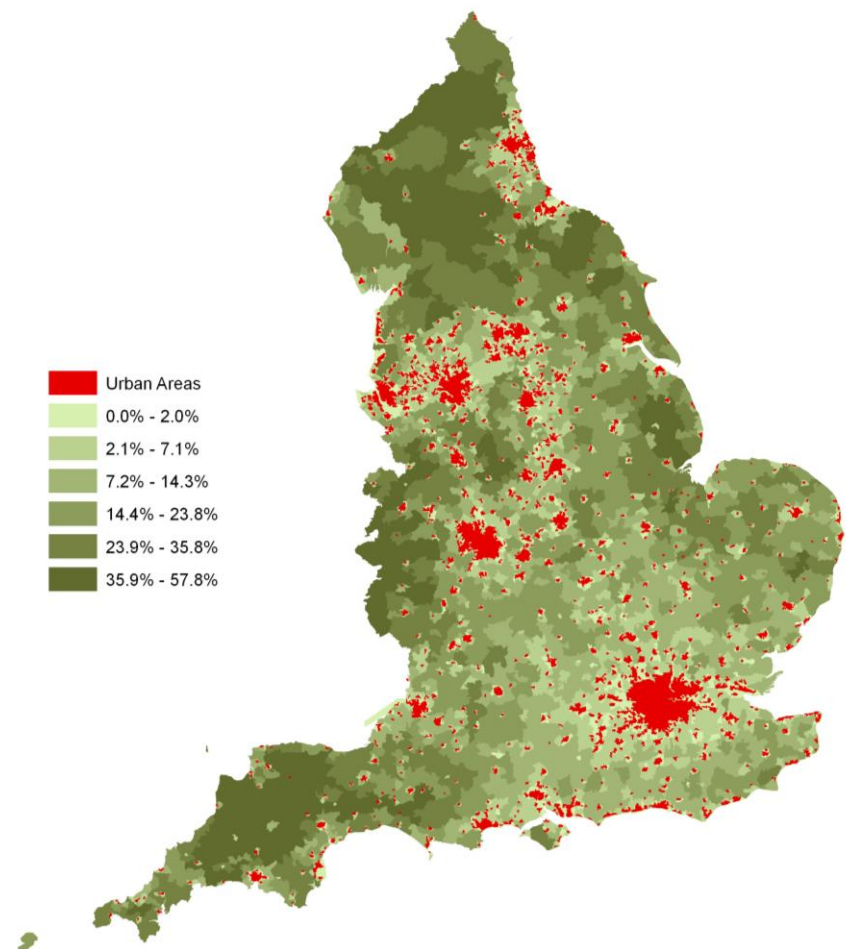 Urban Areas
0.0% - 2.0%
2.1% - 7.1%
7.2% - 14.3%
14.4% - 23.8%
23.9% - 35.8%
35.9% - 57.8%